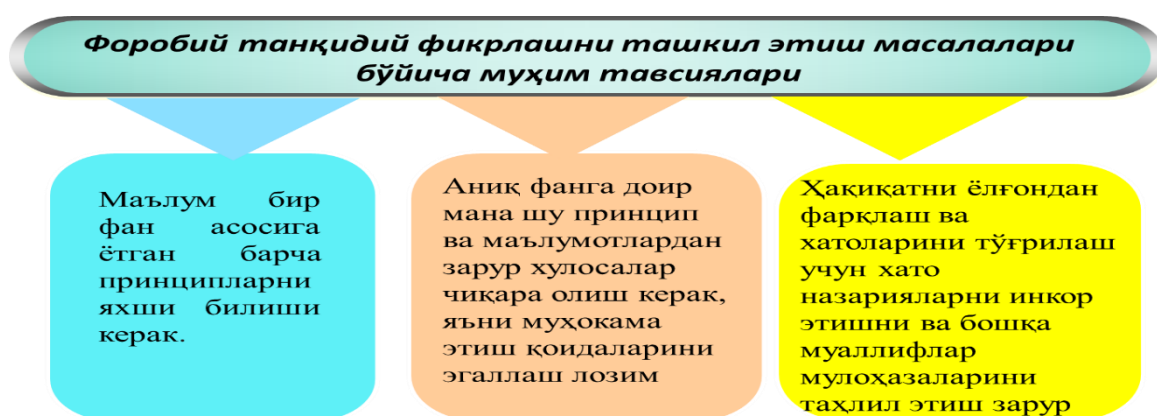 Форобий танқидий фикрлашни ташкил этиш масалалари
бўйича муҳим тавсиялари
Маълум бир
фан асосига
ётган барча
принципларни
яхши билиши
керак.
Аниқ фанга доир
мана шу принцип
ва маълумотлардан
зарур хулосалар
чиқара олиш керак,
яъни муҳокама
этиш қоидаларини
эгаллаш лозим
Ҳақиқатни ёлғондан
фарқлаш ва
хатоларини тўғрилаш
учун хато
назарияларни инкор
этишни ва бошқа
муаллифлар
мулоҳазаларини
таҳлил этиш зарур